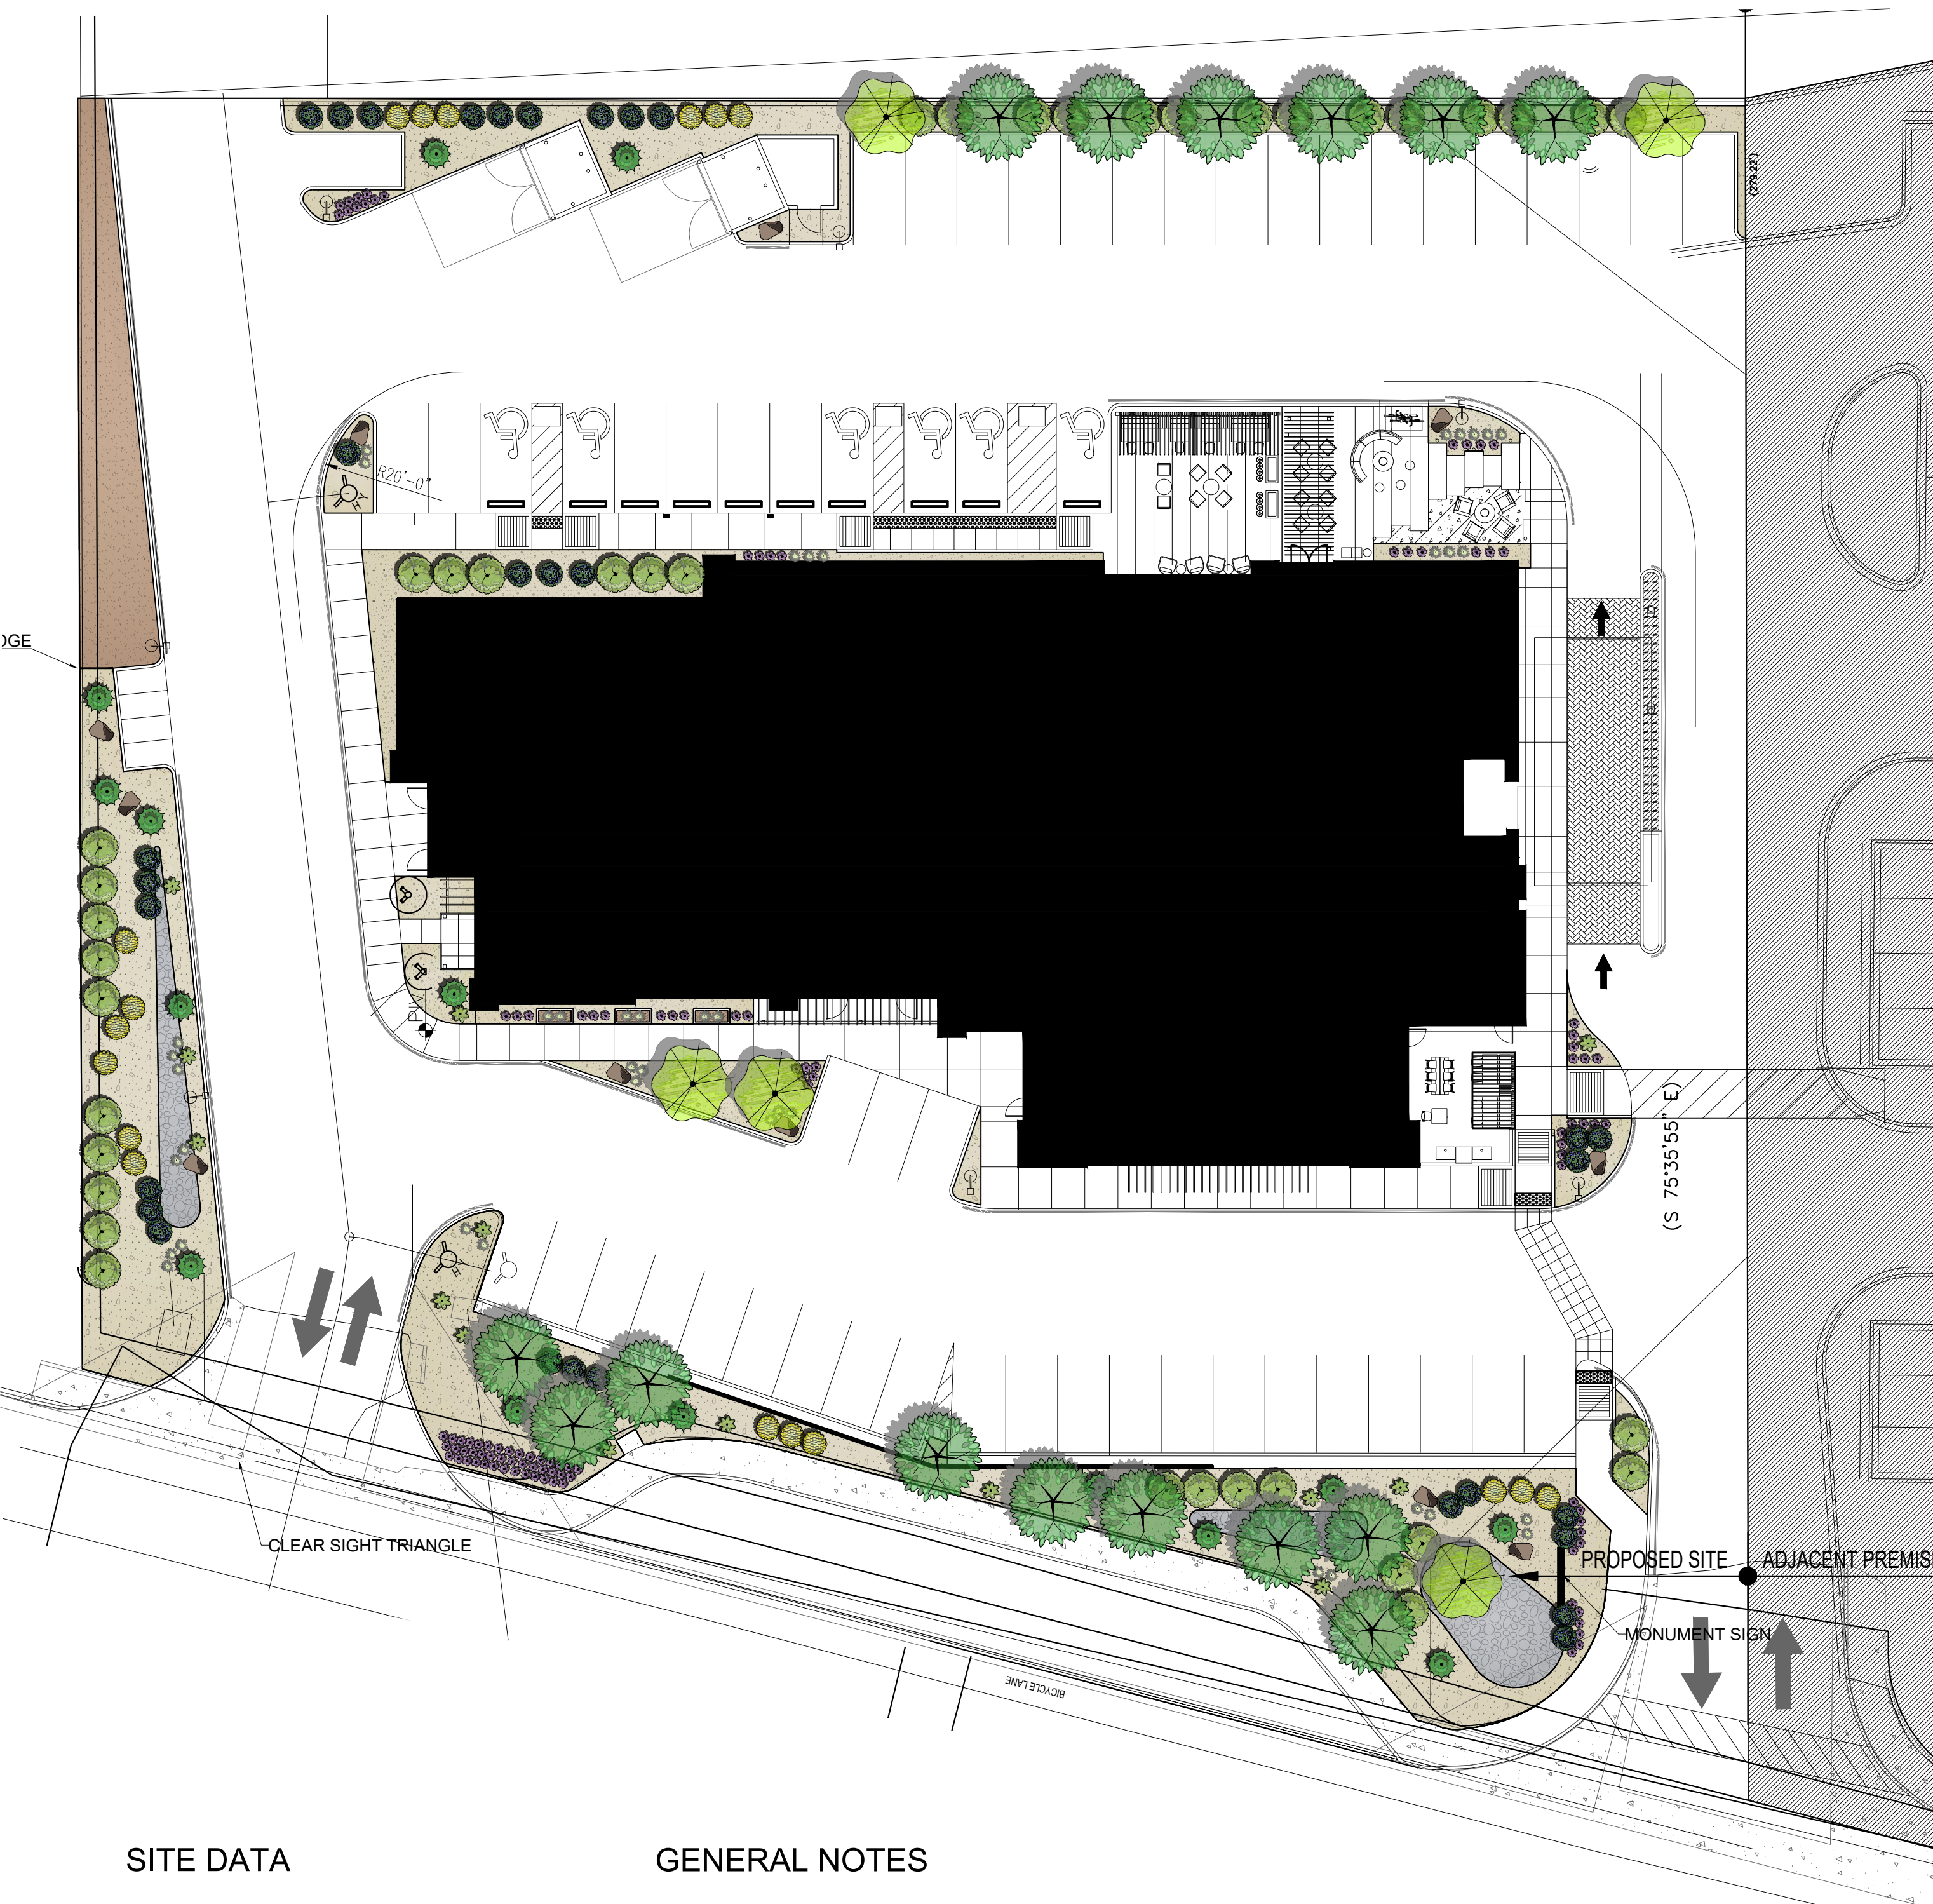 (279.22')
R20'-0"
DGE
(S 75°35'55" E)
CLEAR SIGHT TRIANGLE
PROPOSED SITE
ADJACENT PREMIS
MONUMENT SIGN
BICYCLE LANE
SITE DATA
GENERAL NOTES